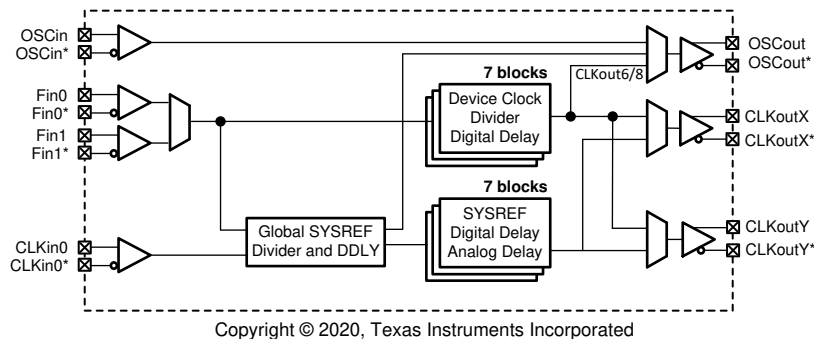 OSCin
OSCin*
Fin0
Fin0*
Fin1
Fin1*
CLKin0
CLKin0*
7 blocks
Device Clock
Divider
Digital Delay
7 blocks
SYSREF
Digital Delay
Analog Delay
Global SYSREF
Divider and DDLY
CLKout6/8
OSCout
OSCout*
CLKoutX
CLKoutX*
CLKoutY
CLKoutY*
Copyright © 2020, Texas Instruments Incorporated